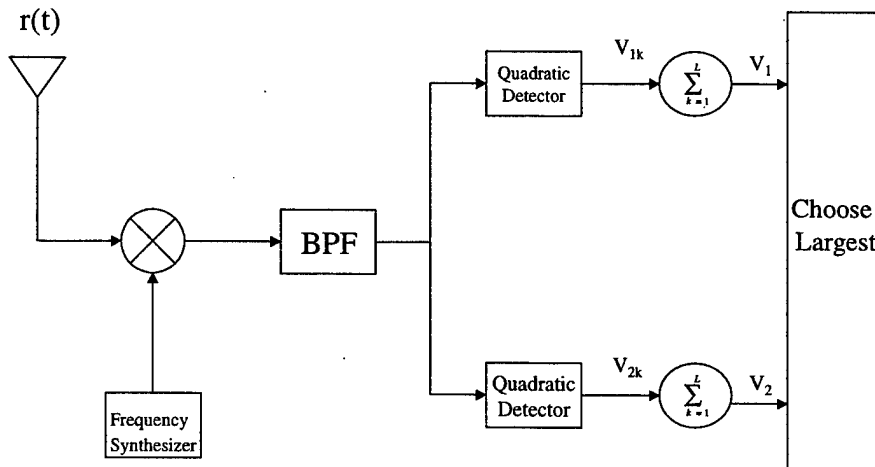 r(t)
Quadratic
Detector
V1k
L
∑
k=1
V1
BPF
Choose
Largest
Quadratic
Detector
V2k
L
∑
k=1
V2
Frequency
Synthesizer